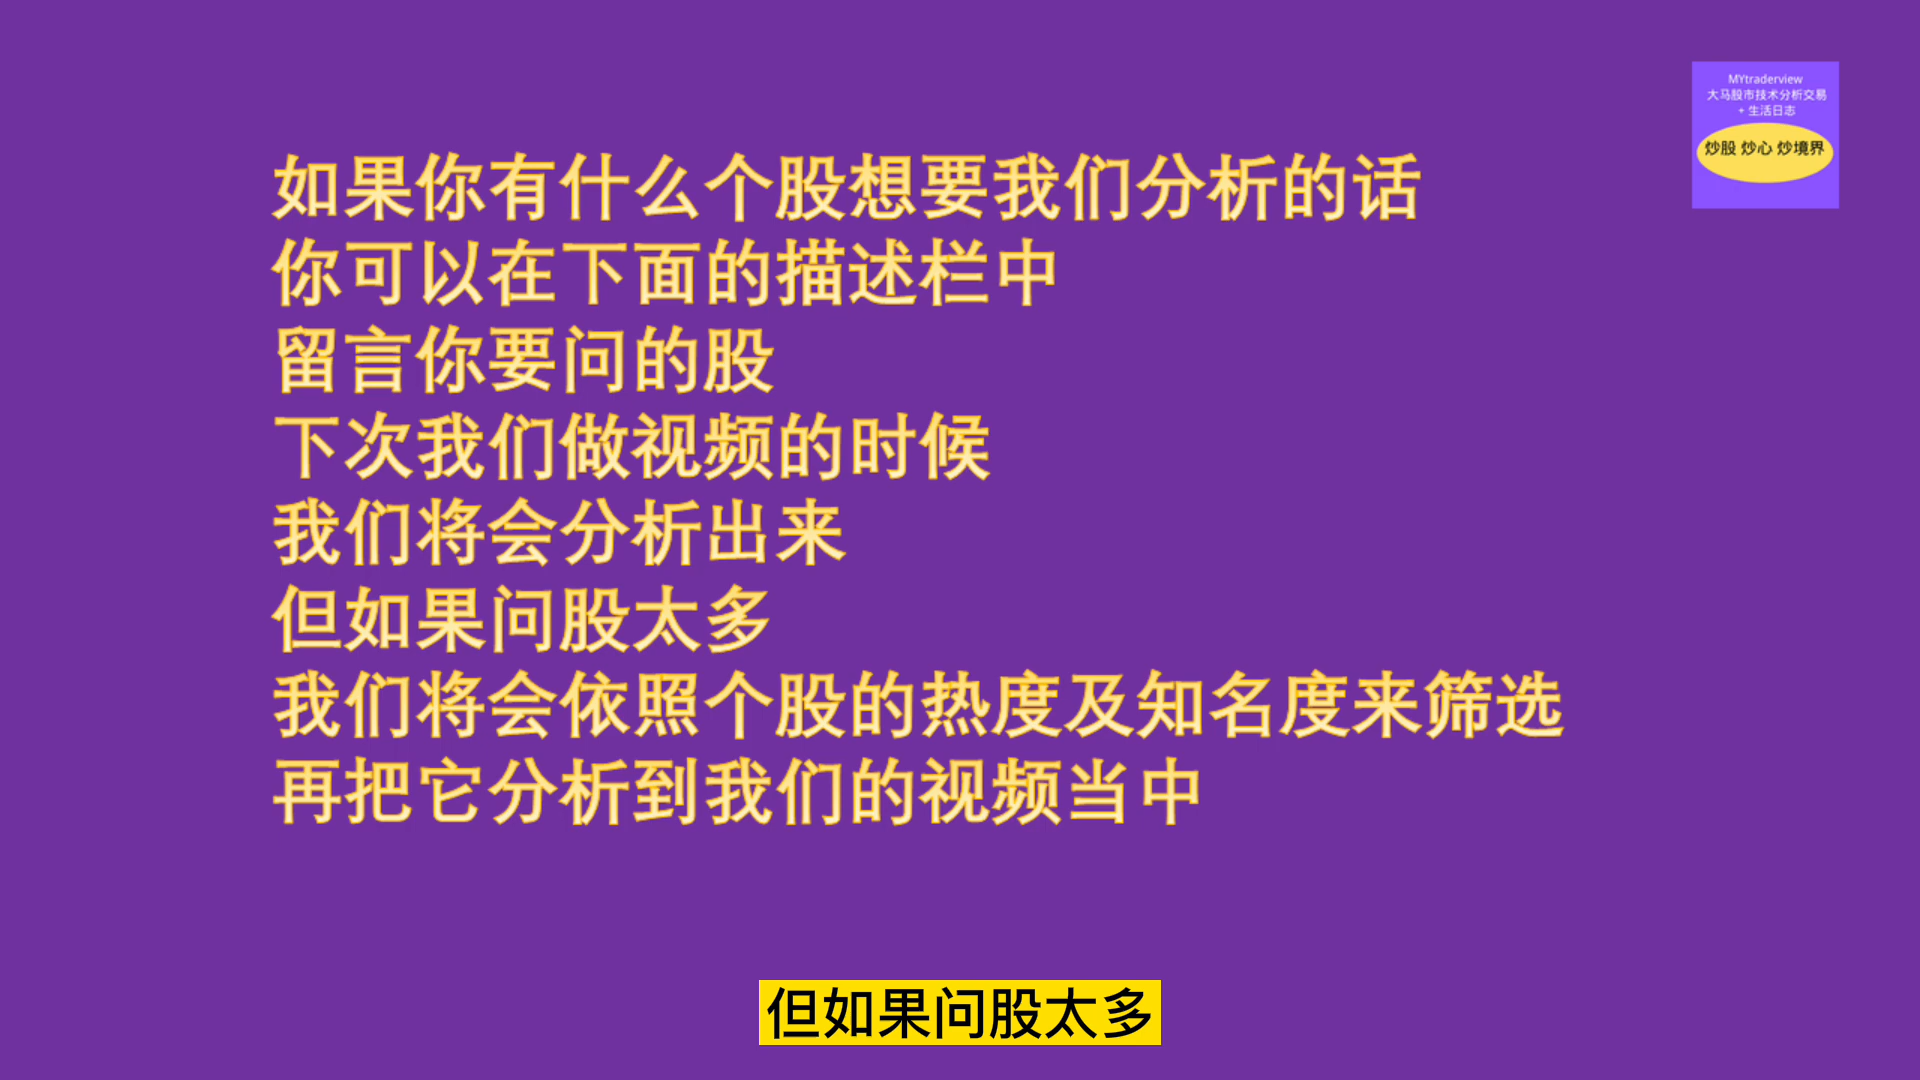 MYtraderview
大马股市技术分析交易
+ 生活日志
炒股 炒心 炒境界
如果你有什么个股想要我们分析的话
你可以在下面的描述栏中
留言你要问的股
下次我们做视频的时候
我们将会分析出来
但如果问股太多
我们将会依照个股的热度及知名度来筛选
再把它分析到我们的视频当中
但如果问股太多